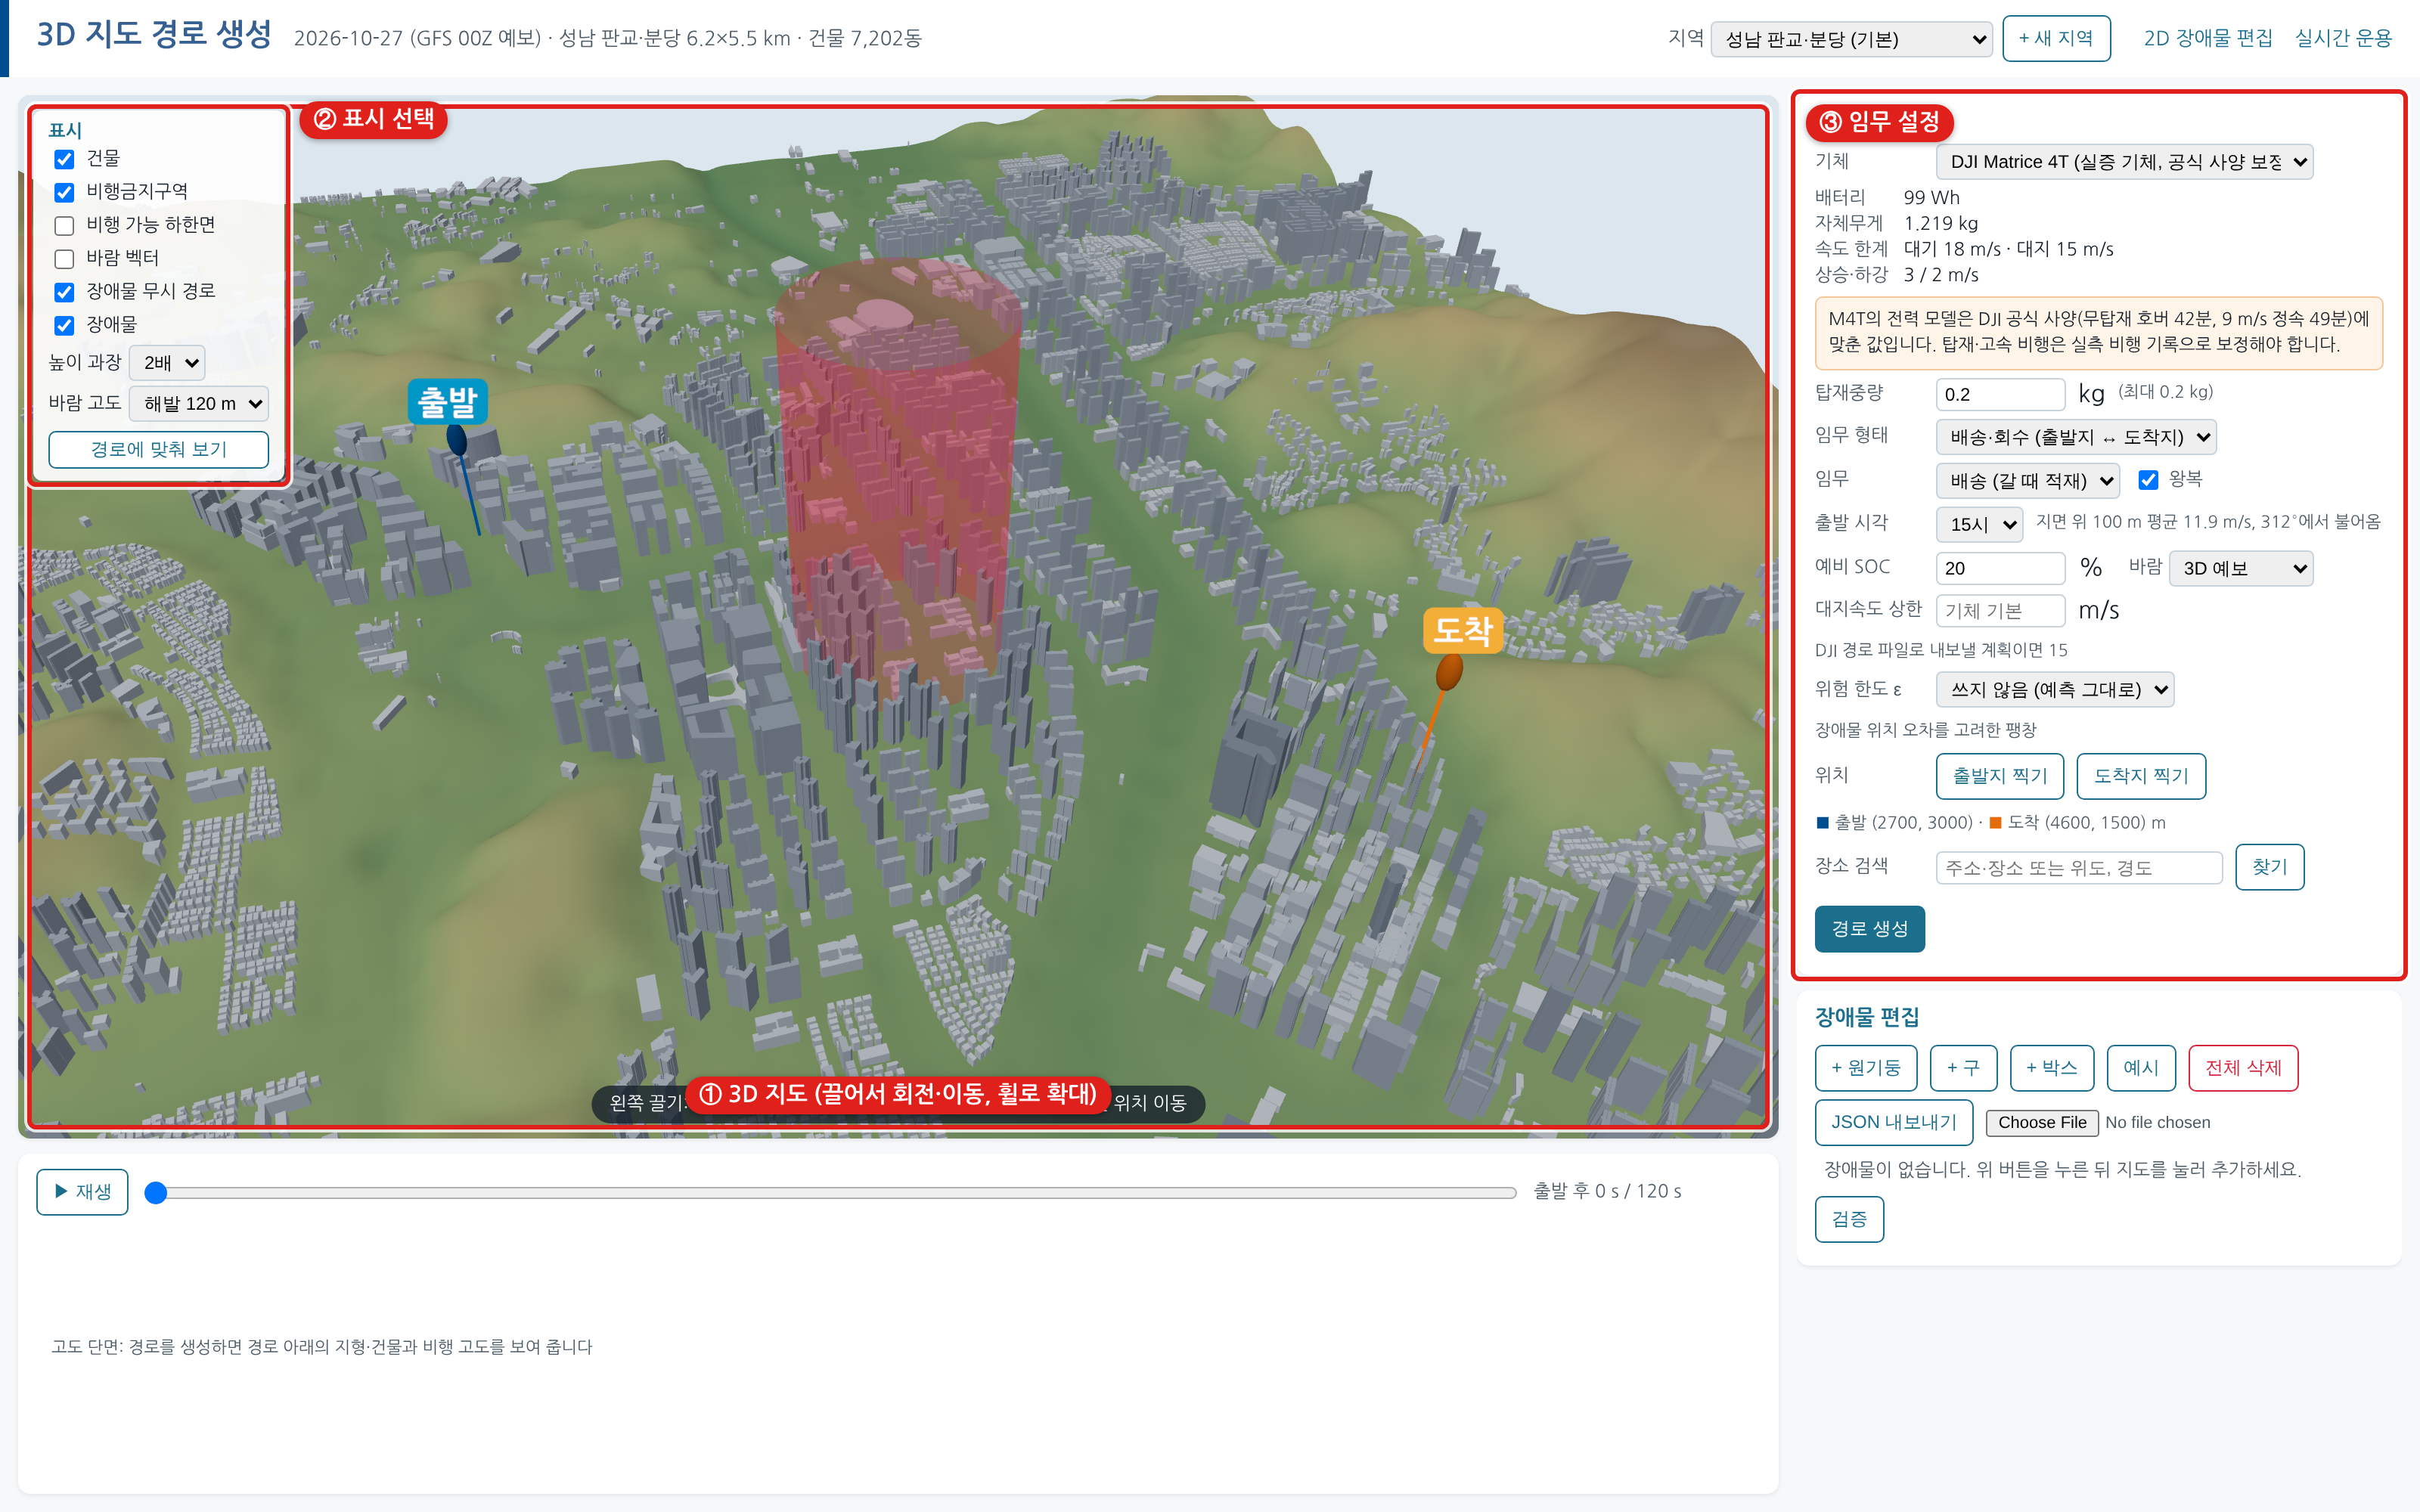 3D 지도 경로 생성 2026-10-27 (GFS 00Z 예보) · 성남 판교·분당 6.2×5.5 km · 건물 7,202동 지역 성남 판교·분당 (기본) + 새 지역 2D 장애물 편집 실시간 운용
표시
② 표시 선택
건물
비행금지구역
비행 가능 하한면
바람 벡터
장애물 무시 경로
장애물
높이 과장 2배
바람 고도 해발 120 m
경로에 맞춰 보기
출발
도착
왼쪽 끌기: ① 3D 지도 (끌어서 회전·이동, 휠로 확대) 위치 이동
▶ 재생 출발 후 0 s / 120 s
고도 단면: 경로를 생성하면 경로 아래의 지형·건물과 비행 고도를 보여 줍니다
③ 임무 설정
기체 DJI Matrice 4T (실증 기체, 공식 사양 보정
배터리 99 Wh
자체무게 1.219 kg
속도 한계 대기 18 m/s · 대지 15 m/s
상승·하강 3 / 2 m/s
M4T의 전력 모델은 DJI 공식 사양(무탑재 호버 42분, 9 m/s 정속 49분)에
맞춘 값입니다. 탑재·고속 비행은 실측 비행 기록으로 보정해야 합니다.
탑재중량 0.2 kg (최대 0.2 kg)
임무 형태 배송·회수 (출발지 ↔ 도착지)
임무 배송 (갈 때 적재) 왕복
출발 시각 15시 지면 위 100 m 평균 11.9 m/s, 312°에서 불어옴
예비 SOC 20 % 바람 3D 예보
대지속도 상한 기체 기본 m/s
DJI 경로 파일로 내보낼 계획이면 15
위험 한도 ε 쓰지 않음 (예측 그대로)
장애물 위치 오차를 고려한 팽창
위치 출발지 찍기 도착지 찍기
■ 출발 (2700, 3000) · ■ 도착 (4600, 1500) m
장소 검색 주소·장소 또는 위도, 경도 찾기
경로 생성
장애물 편집
+ 원기둥 + 구 + 박스 예시 전체 삭제
JSON 내보내기 Choose File No file chosen
장애물이 없습니다. 위 버튼을 누른 뒤 지도를 눌러 추가하세요.
검증